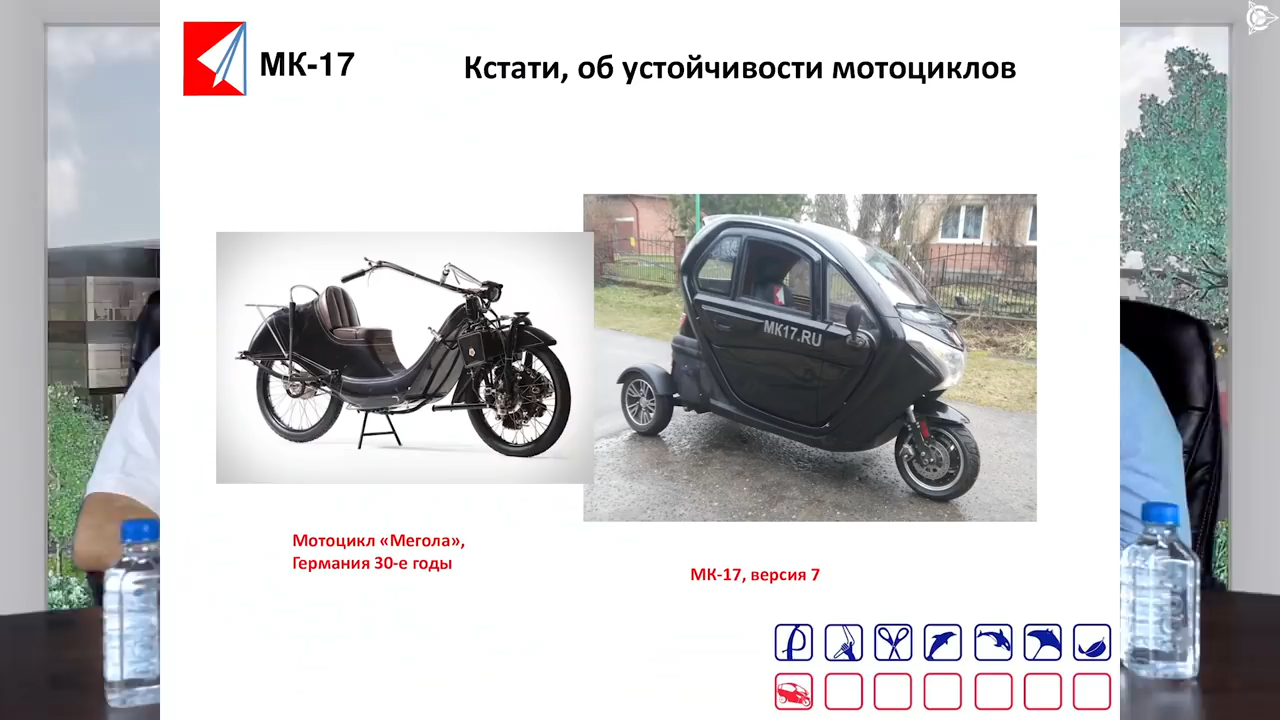 МК-17
Кстати, об устойчивости мотоциклов
MK17.RU
Мотоцикл «Мегола»,
Германия 30-е годы
МК-17, версия 7